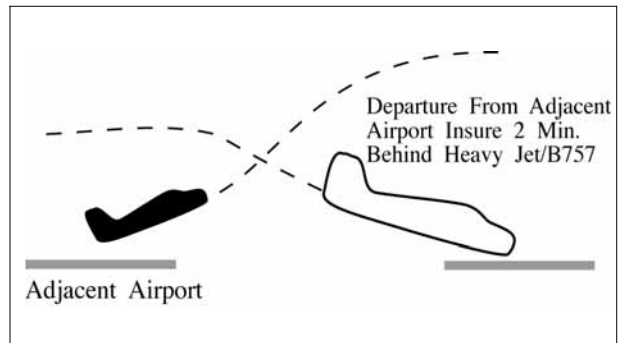 Departure From Adjacent
Airport Insure 2 Min.
Behind Heavy Jet/B757
Adjacent Airport